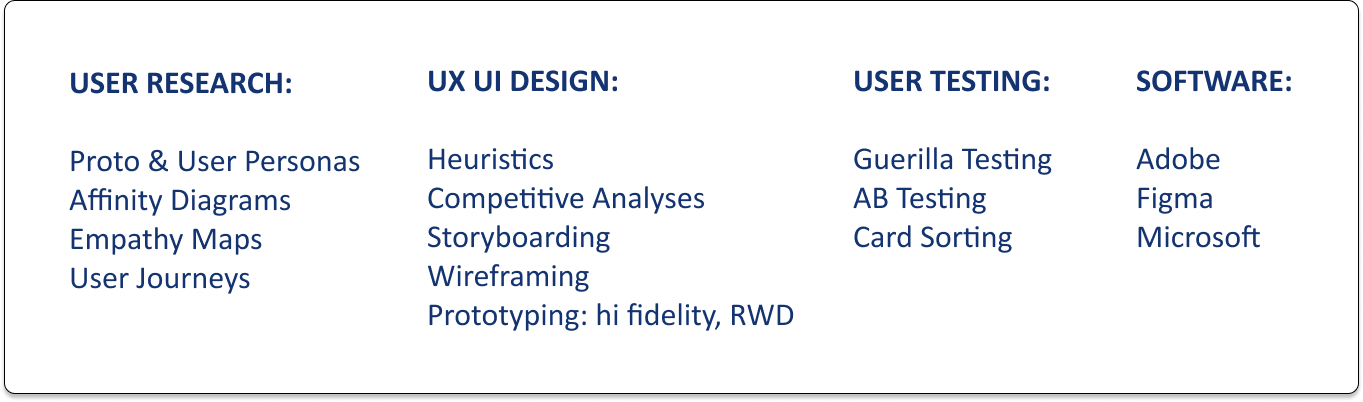 USER RESEARCH:
Proto & User Personas
Affinity Diagrams
Empathy Maps
User Journeys
UX UI DESIGN:
Heuristics
Competitive Analyses
Storyboarding
Wireframing
Prototyping: hi fidelity, RWD
USER TESTING:
Guerilla Testing
AB Testing
Card Sorting
SOFTWARE:
Adobe
Figma
Microsoft